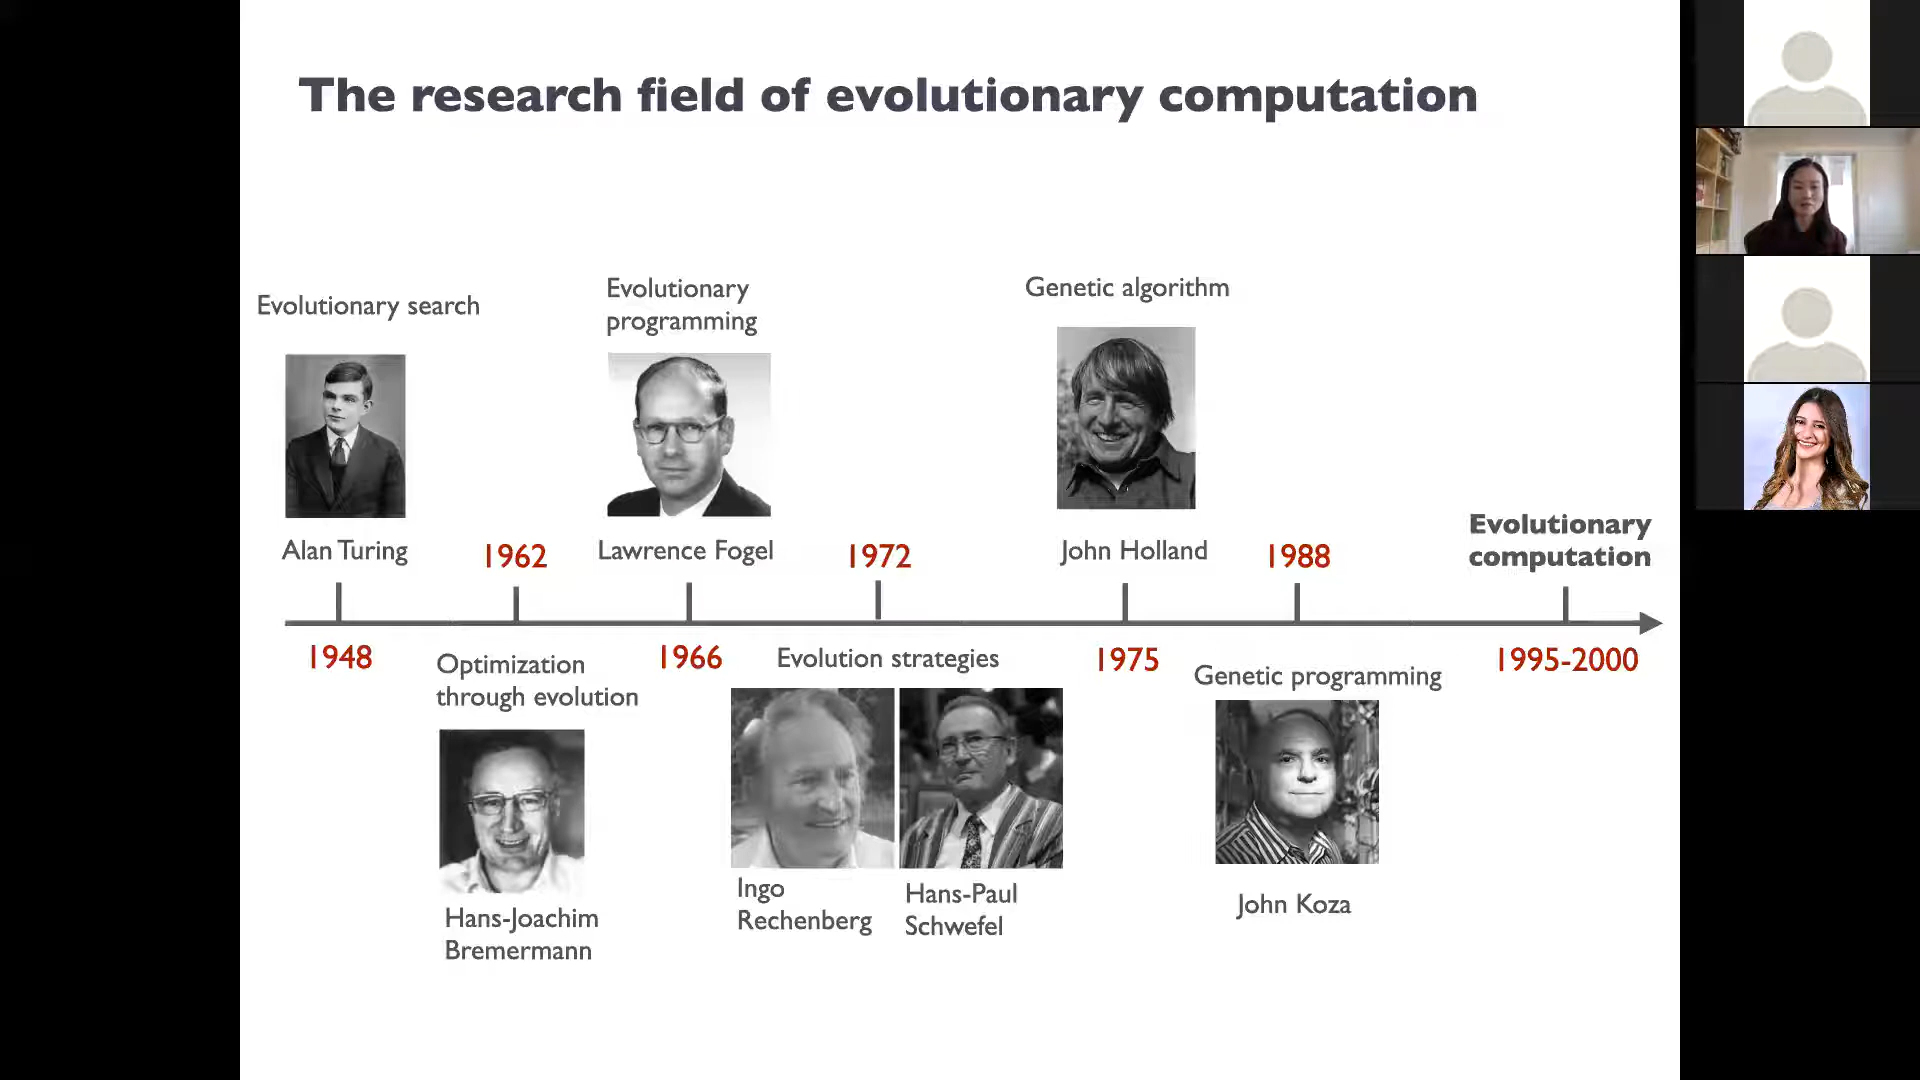 The research field of evolutionary computation
Evolutionary search
Evolutionary
programming
Genetic algorithm
Alan Turing
1962
Lawrence Fogel
1972
John Holland
1988
Evolutionary
computation
1948
Optimization
through evolution
1966
Evolution strategies
1975
Genetic programming
1995-2000
Hans-Joachim
Bremermann
Ingo
Rechenberg
Hans-Paul
Schwefel
John Koza